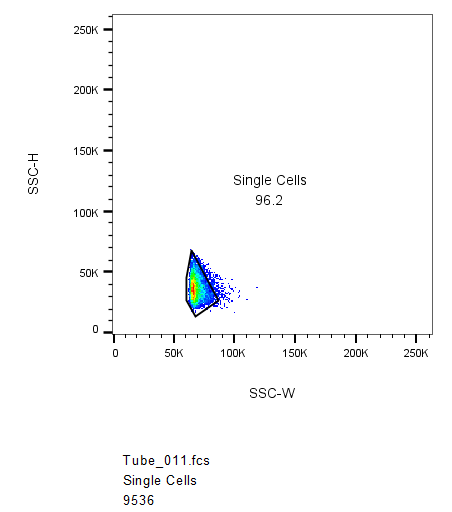 250K
200K
150K
100K
50K
0
SSC-H
Single Cells
96.2
0 50K 100K 150K 200K 250K
SSC-W
Tube_011.fcs
Single Cells
9536